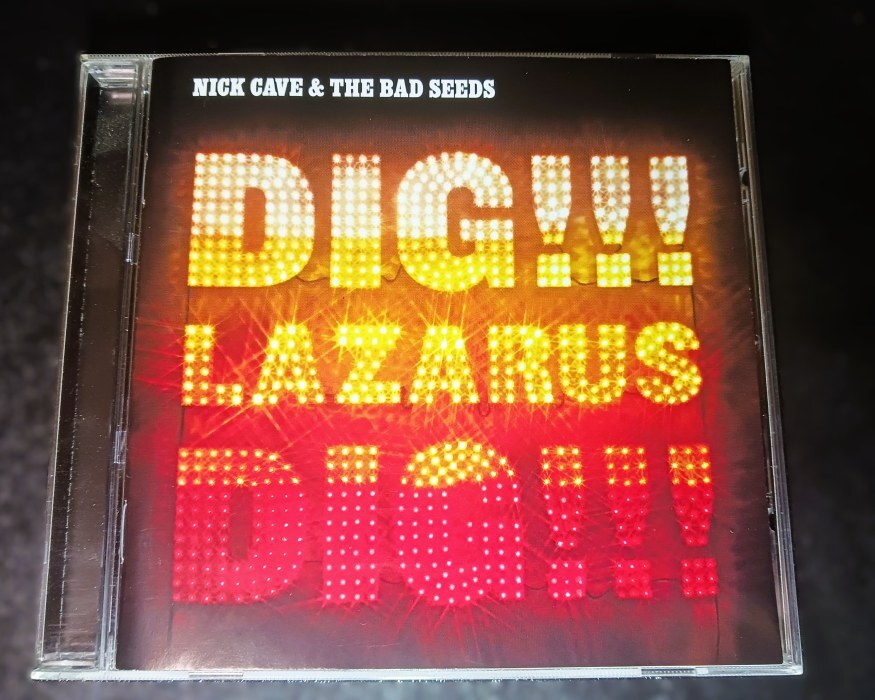 NICK CAVE & THE BAD SEEDS
DIG!!!
LAZARUS
DIG!!!